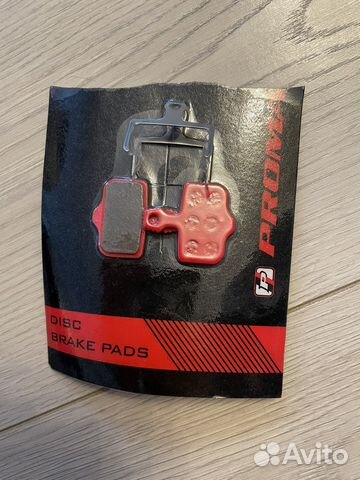 PROMAX
DISC
BRAKE PADS
Avito